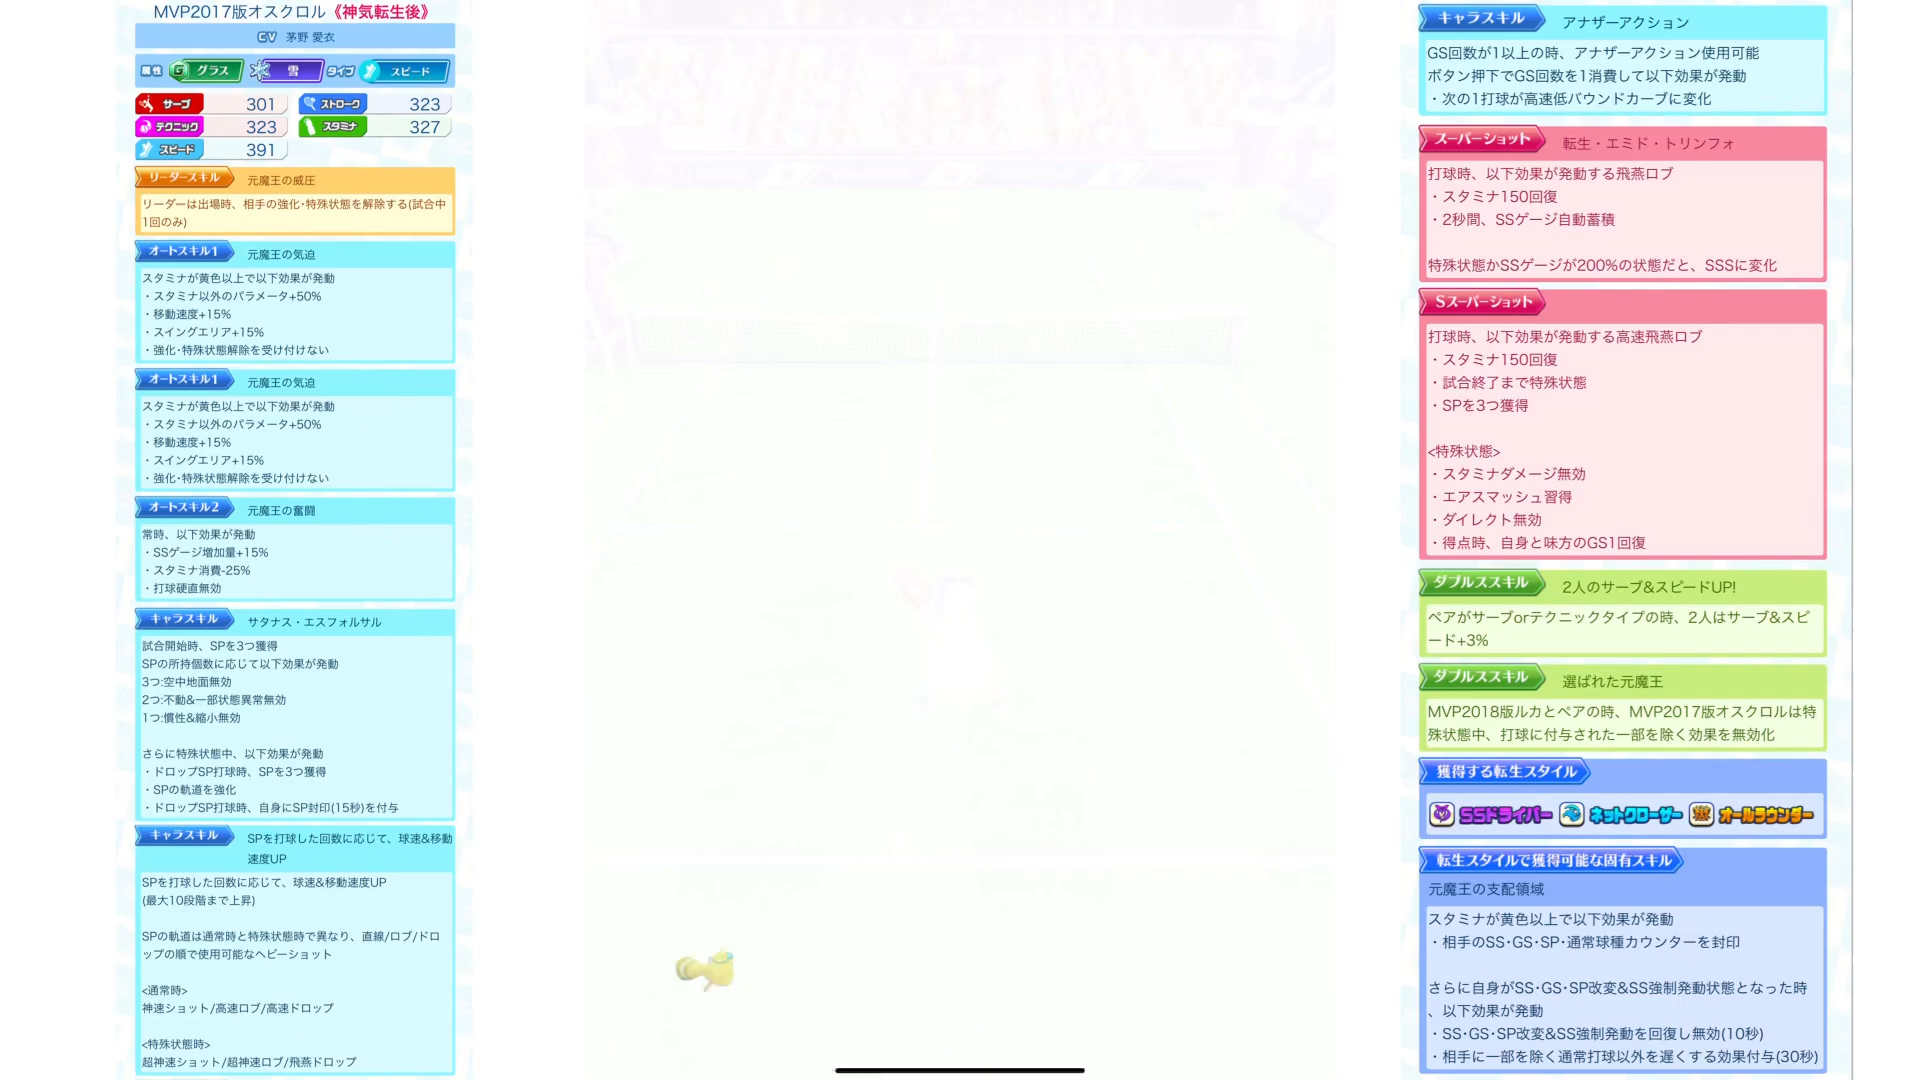 MVP2017版オスクロル《神気転生後》
CV 茅野 愛衣
属性 グラス 雪 タイプ スピード
サーブ 301 ストローク 323
テクニック 323 スタミナ 327
スピード 391
リーダースキル 元魔王の威圧
リーダーは出場時、相手の強化・特殊状態を解除する(試合中
1回のみ)
オートスキル1 元魔王の気迫
スタミナが黄色以上で以下効果が発動
・スタミナ以外のパラメータ+50%
・移動速度+15%
・スイングエリア+15%
・強化・特殊状態解除を受け付けない
オートスキル1 元魔王の気迫
スタミナが黄色以上で以下効果が発動
・スタミナ以外のパラメータ+50%
・移動速度+15%
・スイングエリア+15%
・強化・特殊状態解除を受け付けない
オートスキル2 元魔王の奮闘
常時、以下効果が発動
・SSゲージ増加量+15%
・スタミナ消費-25%
・打球硬直無効
キャラスキル サタナス・エスフォルサル
試合開始時、SPを3つ獲得
SPの所持個数に応じて以下効果が発動
3つ:空中地面無効
2つ:不動&一部状態異常無効
1つ:慣性&縮小無効
さらに特殊状態中、以下効果が発動
・ドロップSP打球時、SPを3つ獲得
・SPの軌道を強化
・ドロップSP打球時、自身にSP封印(15秒)を付与
キャラスキル SPを打球した回数に応じて、球速&移動
速度UP
SPを打球した回数に応じて、球速&移動速度UP
(最大10段階まで上昇)
SPの軌道は通常時と特殊状態時で異なり、直線/ロブ/ドロ
ップの順で使用可能なヘビーショット
<通常時>
神速ショット/高速ロブ/高速ドロップ
<特殊状態時>
超神速ショット/超神速ロブ/飛燕ドロップ
キャラスキル アナザーアクション
GS回数が1以上の時、アナザーアクション使用可能
ボタン押下でGS回数を1消費して以下効果が発動
・次の1打球が高速低バウンドカーブに変化
スーパーショット 転生・エミド・トリンフォ
打球時、以下効果が発動する飛燕ロブ
・スタミナ150回復
・2秒間、SSゲージ自動蓄積
特殊状態かSSゲージが200%の状態だと、SSSに変化
Sスーパーショット
打球時、以下効果が発動する高速飛燕ロブ
・スタミナ150回復
・試合終了まで特殊状態
・SPを3つ獲得
<特殊状態>
・スタミナダメージ無効
・エアスマッシュ習得
・ダイレクト無効
・得点時、自身と味方のGS1回復
ダブルススキル 2人のサーブ&スピードUP!
ペアがサーブorテクニックタイプの時、2人はサーブ&スピ
ード+3%
ダブルススキル 選ばれた元魔王
MVP2018版ルカとペアの時、MVP2017版オスクロルは特
殊状態中、打球に付与された一部を除く効果を無効化
獲得する転生スタイル
SSドライバー ネットクローザー オールラウンダー
転生スタイルで獲得可能な固有スキル
元魔王の支配領域
スタミナが黄色以上で以下効果が発動
・相手のSS・GS・SP・通常球種カウンターを封印
さらに自身がSS・GS・SP改変&SS強制発動状態となった時
、以下効果が発動
・SS・GS・SP改変&SS強制発動を回復し無効(10秒)
・相手に一部を除く通常打球以外を遅くする効果付与(30秒)